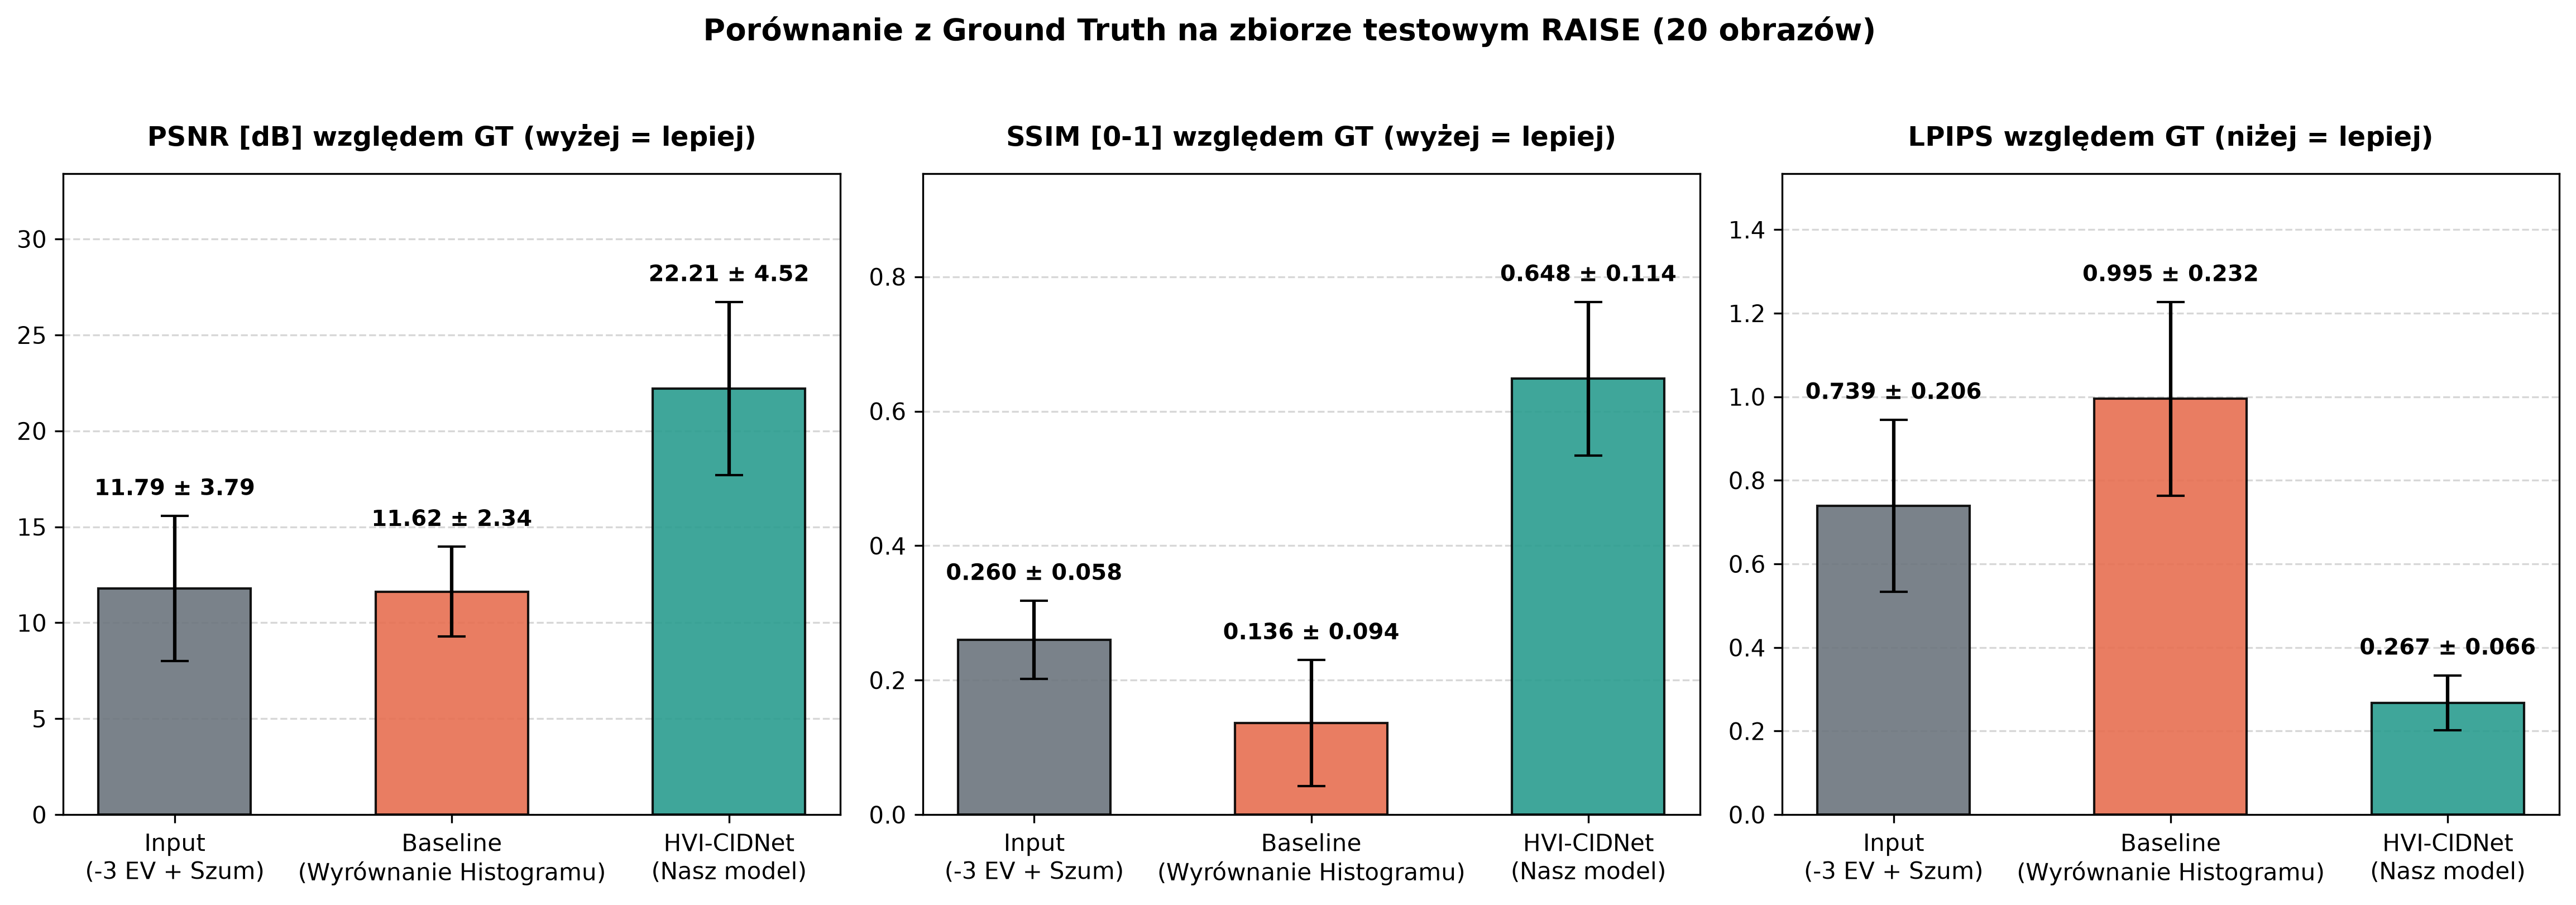 Porównanie z Ground Truth na zbiorze testowym RAISE (20 obrazów)
PSNR [dB] względem GT (wyżej = lepiej)
30
25
20
15
10
5
0
11.79 ± 3.79
11.62 ± 2.34
22.21 ± 4.52
Input
(-3 EV + Szum)
Baseline
(Wyrównanie Histogramu)
HVI-CIDNet
(Nasz model)
SSIM [0-1] względem GT (wyżej = lepiej)
0.8
0.6
0.4
0.2
0.0
0.260 ± 0.058
0.136 ± 0.094
0.648 ± 0.114
Input
(-3 EV + Szum)
Baseline
(Wyrównanie Histogramu)
HVI-CIDNet
(Nasz model)
LPIPS względem GT (niżej = lepiej)
1.4
1.2
1.0
0.8
0.6
0.4
0.2
0.0
0.739 ± 0.206
0.995 ± 0.232
0.267 ± 0.066
Input
(-3 EV + Szum)
Baseline
(Wyrównanie Histogramu)
HVI-CIDNet
(Nasz model)